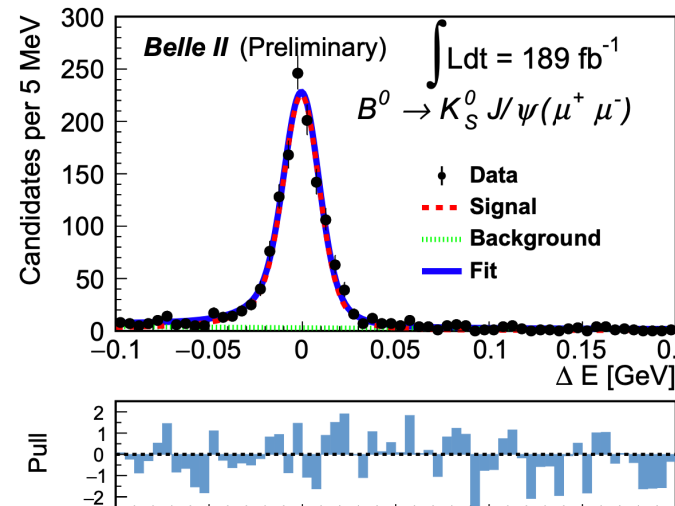 Candidates per 5 MeV
300
250
200
150
100
50
0
Belle II (Preliminary)
∫Ldt = 189 fb⁻¹
B⁰ → K⁰_S J/ψ(μ⁺ μ⁻)
Data
Signal
Background
Fit
−0.1 −0.05 0 0.05 0.1 0.15 0.
Δ E [GeV]
Pull
2
1
0
−1
−2